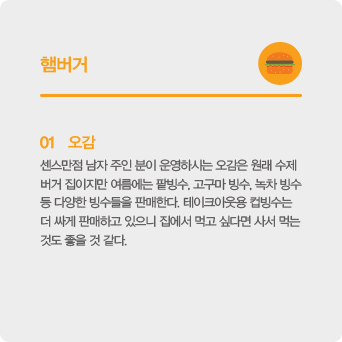 햄버거
01 오감
센스만점 남자 주인 분이 운영하시는 오감은 원래 수제
버거 집이지만 여름에는 팥빙수, 고구마 빙수, 녹차 빙수
등 다양한 빙수들을 판매한다. 테이크아웃용 컵빙수는
더 싸게 판매하고 있으니 집에서 먹고 싶다면 사서 먹는
것도 좋을 것 같다.